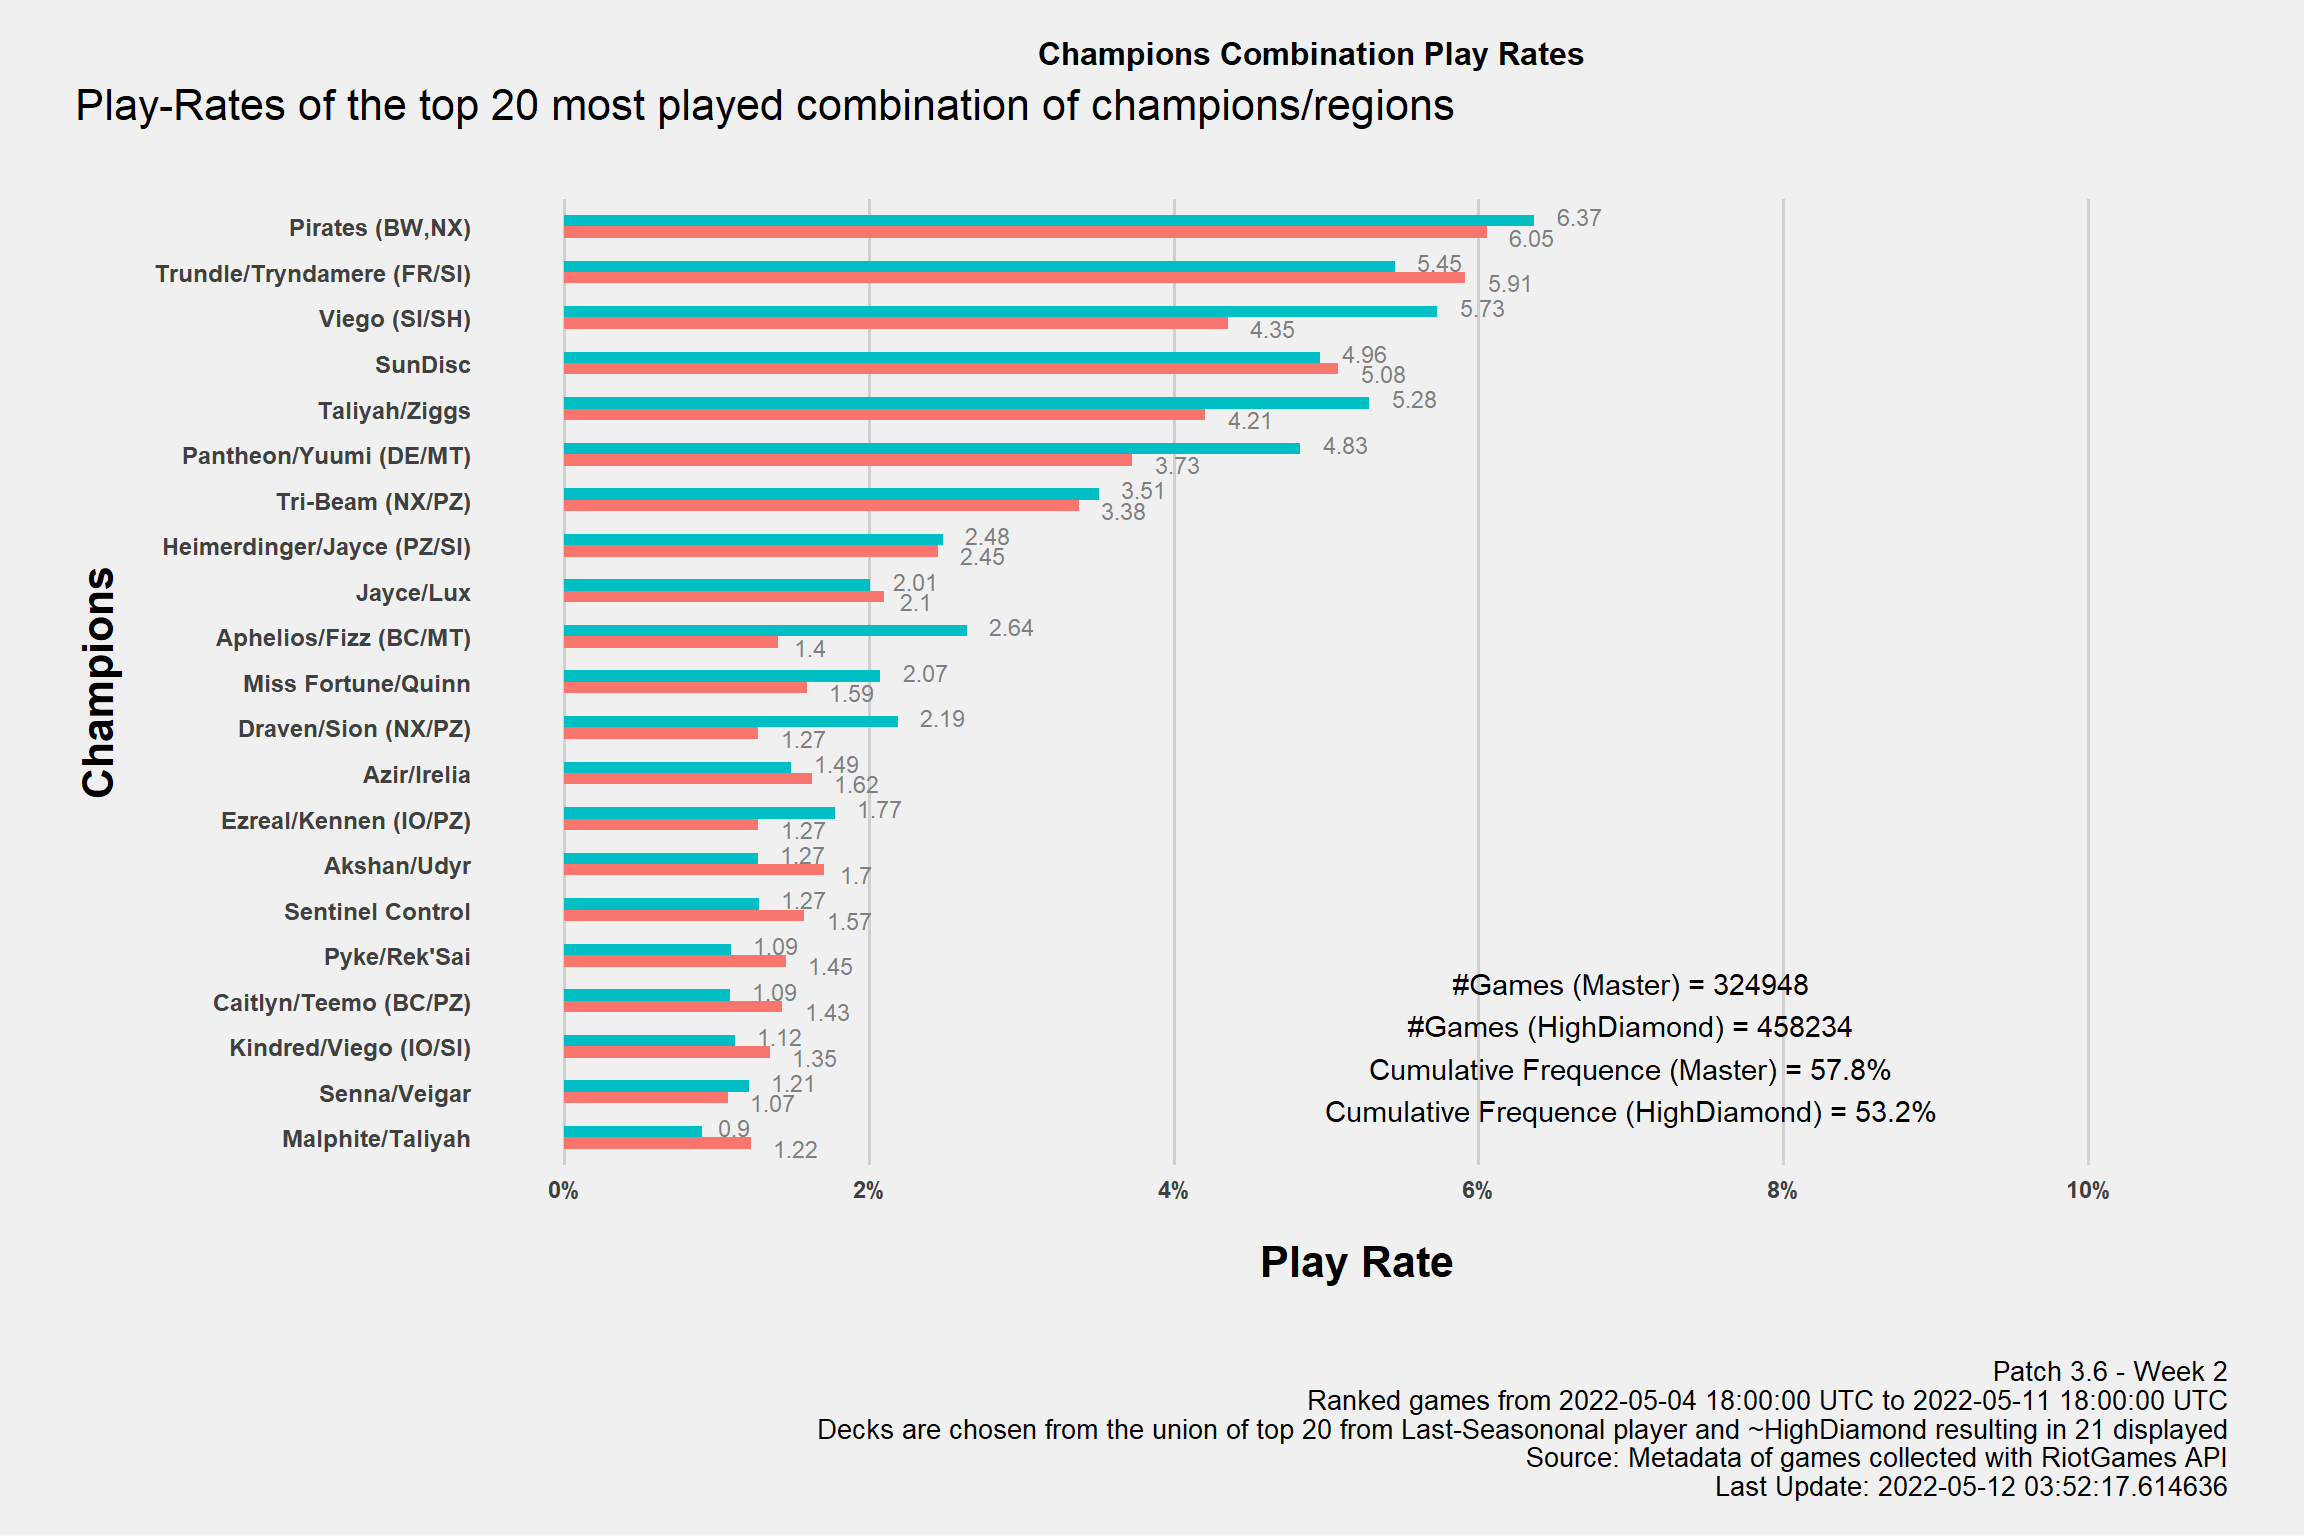 Champions Combination Play Rates
Play-Rates of the top 20 most played combination of champions/regions
Champions
Pirates (BW,NX)
6.37
6.05
Trundle/Tryndamere (FR/SI)
5.45
5.91
Viego (SI/SH)
5.73
4.35
SunDisc
4.96
5.08
Taliyah/Ziggs
5.28
4.21
Pantheon/Yuumi (DE/MT)
4.83
3.73
Tri-Beam (NX/PZ)
3.51
3.38
Heimerdinger/Jayce (PZ/SI)
2.48
2.45
Jayce/Lux
2.01
2.1
Aphelios/Fizz (BC/MT)
2.64
1.4
Miss Fortune/Quinn
2.07
1.59
Draven/Sion (NX/PZ)
2.19
1.27
Azir/Irelia
1.49
1.62
Ezreal/Kennen (IO/PZ)
1.77
1.27
Akshan/Udyr
1.27
1.7
Sentinel Control
1.27
1.57
Pyke/Rek'Sai
1.09
1.45
Caitlyn/Teemo (BC/PZ)
1.09
1.43
Kindred/Viego (IO/SI)
1.12
1.35
Senna/Veigar
1.21
1.07
Malphite/Taliyah
0.9
1.22
#Games (Master) = 324948
#Games (HighDiamond) = 458234
Cumulative Frequence (Master) = 57.8%
Cumulative Frequence (HighDiamond) = 53.2%
0% 2% 4% 6% 8% 10%
Play Rate
Patch 3.6 - Week 2
Ranked games from 2022-05-04 18:00:00 UTC to 2022-05-11 18:00:00 UTC
Decks are chosen from the union of top 20 from Last-Seasononal player and ~HighDiamond resulting in 21 displayed
Source: Metadata of games collected with RiotGames API
Last Update: 2022-05-12 03:52:17.614636